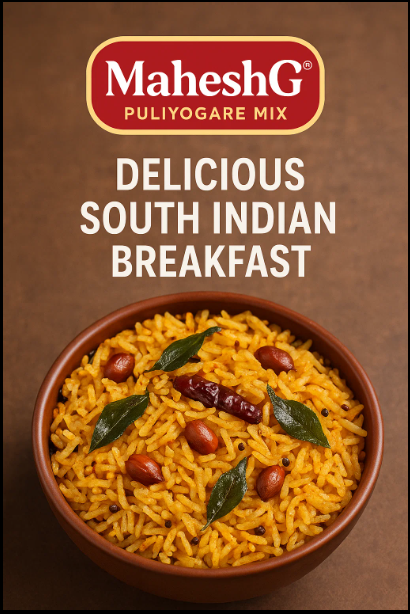 MaheshG®
PULIYOGARE MIX
DELICIOUS
SOUTH INDIAN
BREAKFAST